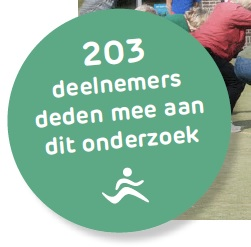 203
deelnemers
deden mee aan
dit onderzoek